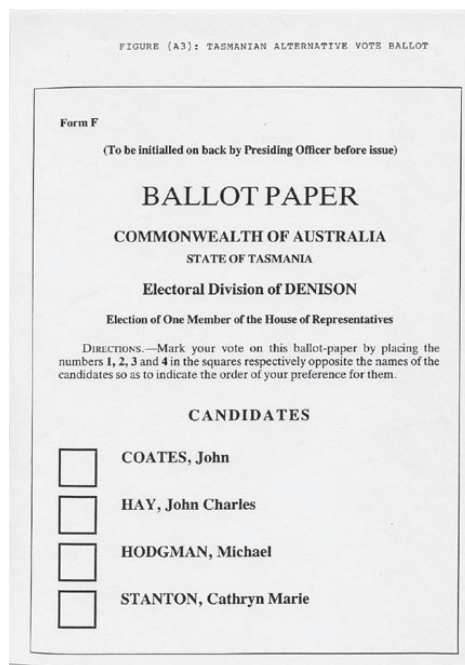 FIGURE (A3): TASMANIAN ALTERNATIVE VOTE BALLOT
Form F
(To be initialled on back by Presiding Officer before issue)
BALLOT PAPER
COMMONWEALTH OF AUSTRALIA
STATE OF TASMANIA
Electoral Division of DENISON
Election of One Member of the House of Representatives
DIRECTIONS.—Mark your vote on this ballot-paper by placing the
numbers 1, 2, 3 and 4 in the squares respectively opposite the names of the
candidates so as to indicate the order of your preference for them.
CANDIDATES
COATES, John
HAY, John Charles
HODGMAN, Michael
STANTON, Cathryn Marie